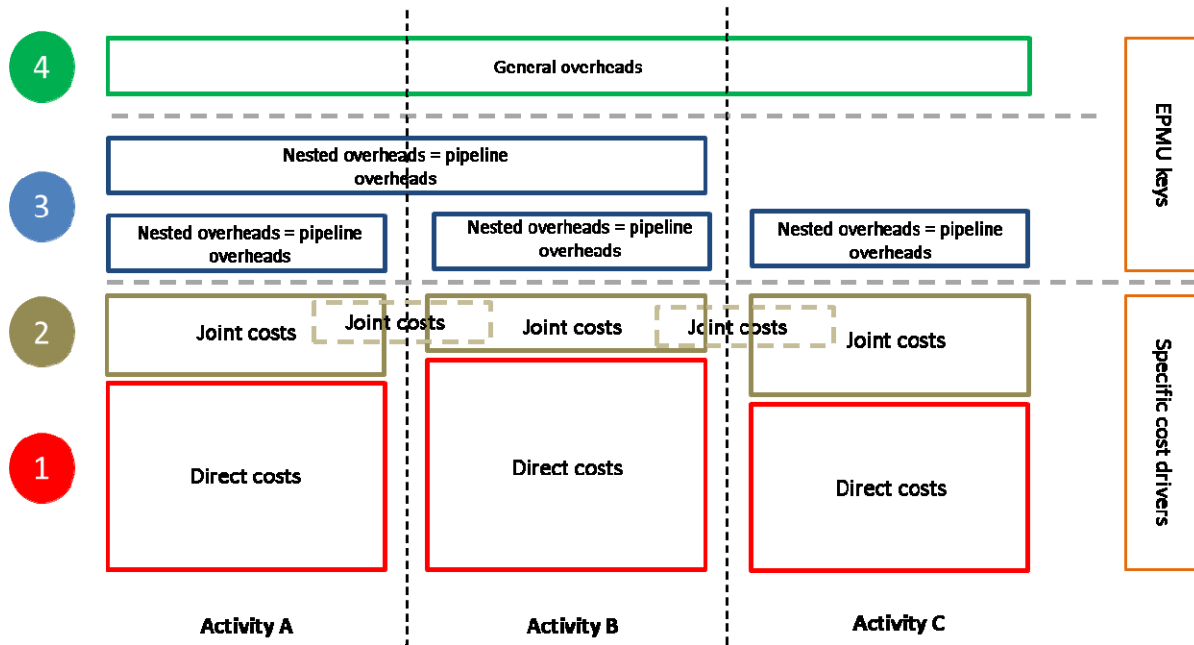 4
General overheads
EPMU keys
3
Nested overheads = pipeline
overheads
Nested overheads = pipeline
overheads
Nested overheads = pipeline
overheads
Nested overheads = pipeline
overheads
2
Joint costs
Joint costs
Joint costs
Joint costs
Joint costs
Specific cost drivers
1
Direct costs
Direct costs
Direct costs
Activity A
Activity B
Activity C